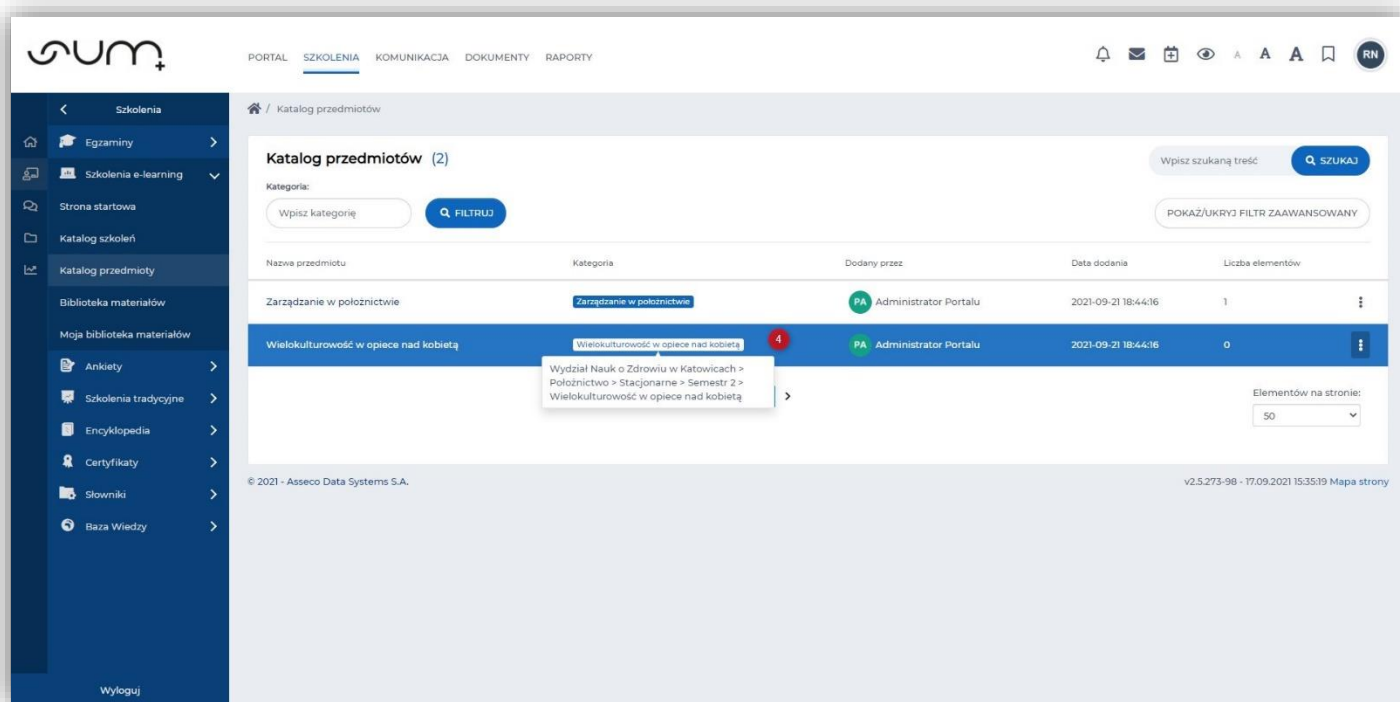 sum
PORTAL SZKOLENIA KOMUNIKACJA DOKUMENTY RAPORTY
A A A
RN
Szkolenia
Egzaminy
Szkolenia e-learning
Strona startowa
Katalog szkoleń
Katalog przedmioty
Biblioteka materiałów
Moja biblioteka materiałów
Ankiety
Szkolenia tradycyjne
Encyklopedia
Certyfikaty
Słowniki
Baza Wiedzy
Wyloguj
/ Katalog przedmiotów
Katalog przedmiotów (2)
Wpisz szukaną treść SZUKAJ
Kategoria:
Wpisz kategorię FILTRUJ
POKAŻ/UKRYJ FILTR ZAAWANSOWANY
Nazwa przedmiotu Kategoria Dodany przez Data dodania Liczba elementów
Zarządzanie w położnictwie Zarządzanie w położnictwie PA Administrator Portalu 2021-09-21 18:44:16 1
Wielokulturowość w opiece nad kobietą Wielokulturowość w opiece nad kobietą 4 PA Administrator Portalu 2021-09-21 18:44:16 0
Wydział Nauk o Zdrowiu w Katowicach >
Położnictwo > Stacjonarne > Semestr 2 >
Wielokulturowość w opiece nad kobietą
Elementów na stronie:
50
© 2021 - Asseco Data Systems S.A.
v2.5.273-98 - 17.09.2021 15:35:19 Mapa strony